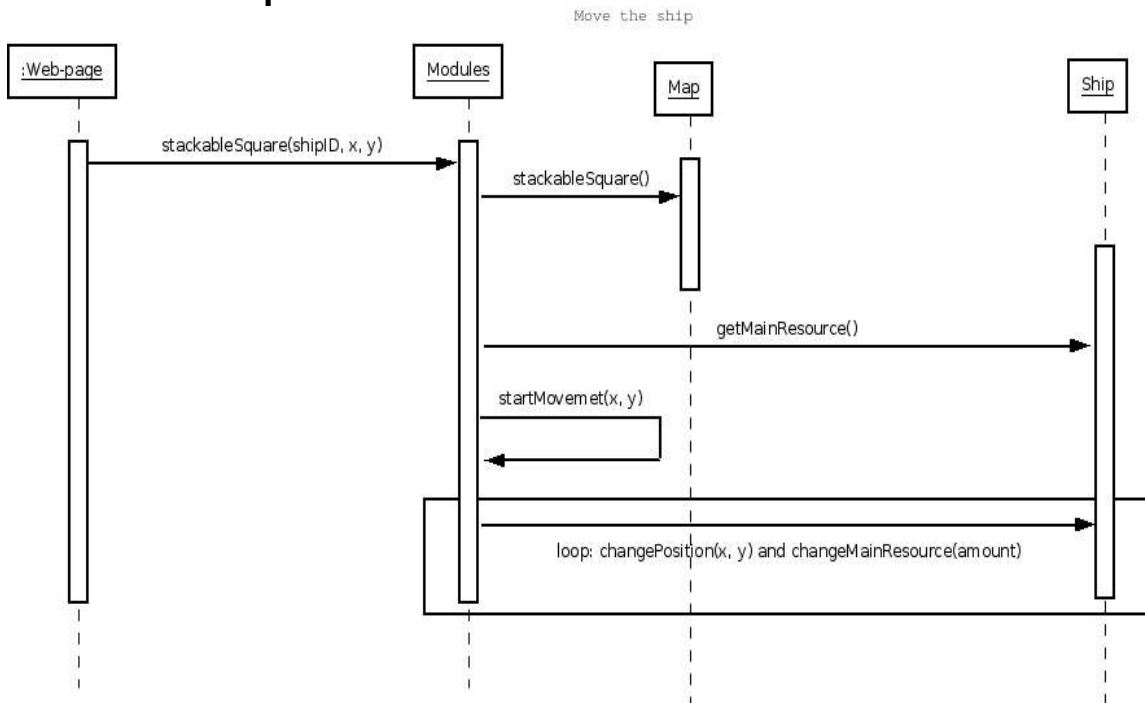 Move the ship
:Web-page
Modules
Map
Ship
stackableSquare(shipID, x, y)
stackableSquare()
getMainResource()
startMovemet(x, y)
loop: changePosition(x, y) and changeMainResource(amount)